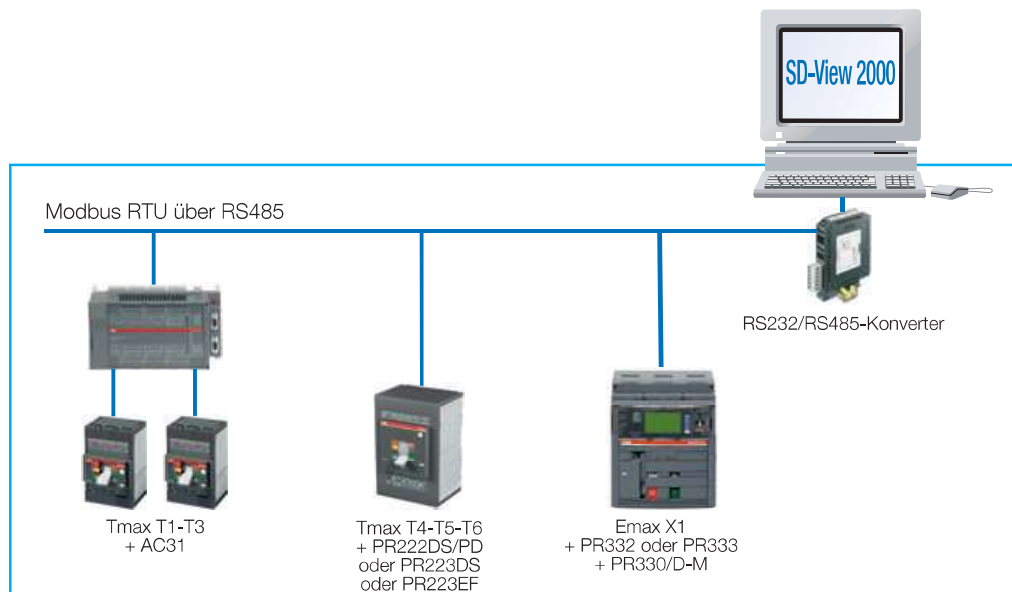 SD-View 2000
Modbus RTU über RS485
RS232/RS485-Konverter
Tmax T1-T3
+ AC31
Tmax T4-T5-T6
+ PR222DS/PD
oder PR223DS
oder PR223EF
Emax X1
+ PR332 oder PR333
+ PR330/D-M